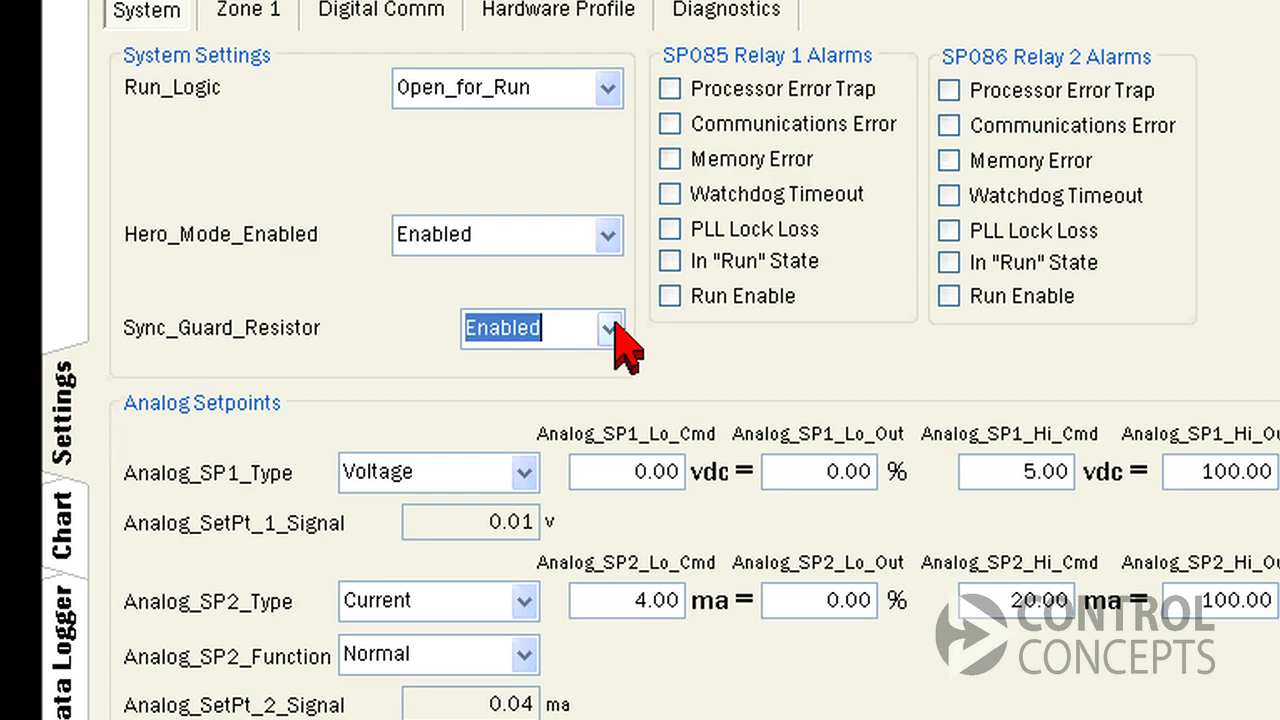 System Zone 1 Digital Comm Hardware Profile Diagnostics
System Settings
Run_Logic Open_for_Run
Hero_Mode_Enabled Enabled
Sync_Guard_Resistor Enabled
SP085 Relay 1 Alarms
Processor Error Trap
Communications Error
Memory Error
Watchdog Timeout
PLL Lock Loss
In "Run" State
Run Enable
SP086 Relay 2 Alarms
Processor Error Trap
Communications Error
Memory Error
Watchdog Timeout
PLL Lock Loss
In "Run" State
Run Enable
Settings
Chart
ata Logger
Analog Setpoints
Analog_SP1_Lo_Cmd Analog_SP1_Lo_Out Analog_SP1_Hi_Cmd Analog_SP1_Hi_Ou
Analog_SP1_Type Voltage 0.00 vdc = 0.00 % 5.00 vdc = 100.00
Analog_SetPt_1_Signal 0.01 v
Analog_SP2_Lo_Cmd Analog_SP2_Lo_Out Analog_SP2_Hi_Cmd Analog_SP2_Hi_Ou
Analog_SP2_Type Current 4.00 ma = 0.00 % 20.00 ma = 100.00
Analog_SP2_Function Normal
Analog_SetPt_2_Signal 0.04 ma
CONTROL
CONCEPTS